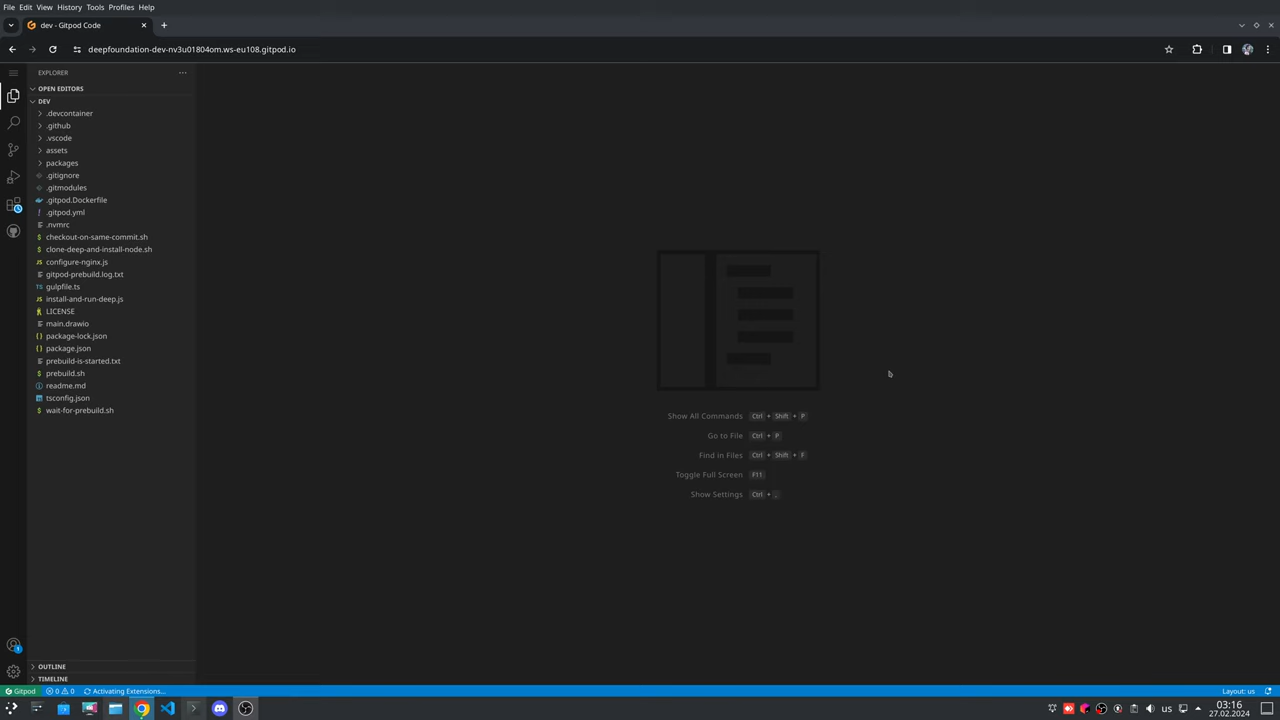 File Edit View History Tools Profiles Help
dev - Gitpod Code
deepfoundation-dev-nv3u01804om.ws-eu108.gitpod.io
EXPLORER
OPEN EDITORS
DEV
.devcontainer
.github
.vscode
assets
packages
.gitignore
.gitmodules
.gitpod.Dockerfile
.gitpod.yml
.nvmrc
checkout-on-same-commit.sh
clone-deep-and-install-node.sh
configure-nginx.js
gitpod-prebuild.log.txt
gulpfile.ts
install-and-run-deep.js
LICENSE
main.drawio
package-lock.json
package.json
prebuild-is-started.txt
prebuild.sh
readme.md
tsconfig.json
wait-for-prebuild.sh
Show All Commands Ctrl + Shift + P
Go to File Ctrl + P
Find in Files Ctrl + Shift + F
Toggle Full Screen F11
Show Settings Ctrl + ,
OUTLINE
TIMELINE
Gitpod 0 0 Activating Extensions... Layout: us
us 03:16
27.02.2024